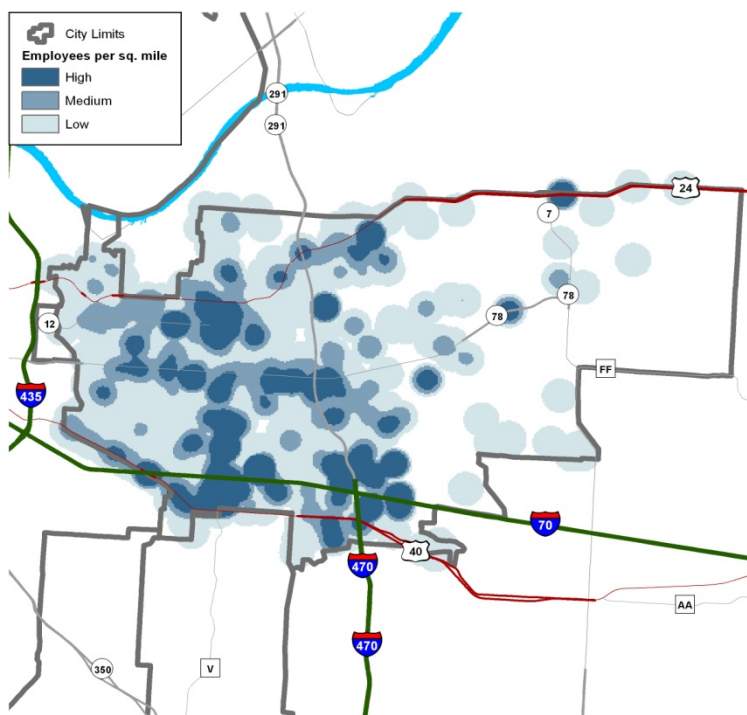 City Limits
Employees per sq. mile
High
Medium
Low
291
291
24
7
78
78
12
FF
435
70
40
470
AA
470
V
350